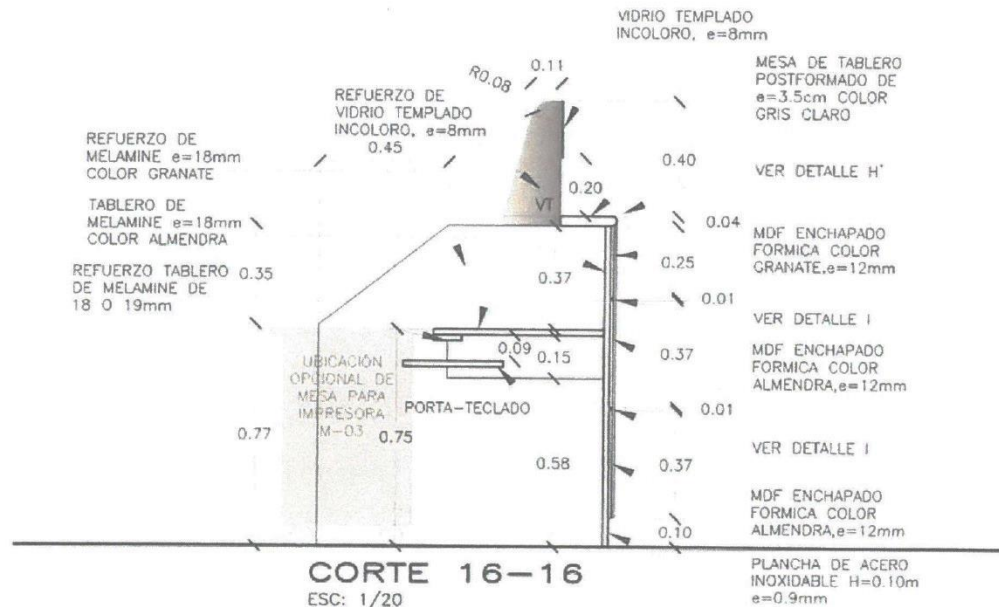 VIDRIO TEMPLADO
INCOLORO, e=8mm
0.11
R0.08
MESA DE TABLERO
POSTFORMADO DE
e=3.5cm COLOR
GRIS CLARO
REFUERZO DE
VIDRIO TEMPLADO
INCOLORO, e=8mm
0.45
REFUERZO DE
MELAMINE e=18mm
COLOR GRANATE
0.40
VER DETALLE H'
0.20
VT
TABLERO DE
MELAMINE e=18mm
COLOR ALMENDRA
0.04
MDF ENCHAPADO
FORMICA COLOR
GRANATE,e=12mm
REFUERZO TABLERO
DE MELAMINE DE
18 O 19mm
0.35
0.37
0.25
0.01
VER DETALLE I
0.09
0.15
0.37
MDF ENCHAPADO
FORMICA COLOR
ALMENDRA,e=12mm
UBICACIÓN
OPCIONAL DE
MESA PARA
IMPRESORA
M-03
PORTA-TECLADO
0.01
0.77
0.75
0.58
VER DETALLE I
0.37
MDF ENCHAPADO
FORMICA COLOR
ALMENDRA,e=12mm
0.10
CORTE 16-16
ESC: 1/20
PLANCHA DE ACERO
INOXIDABLE H=0.10m
e=0.9mm